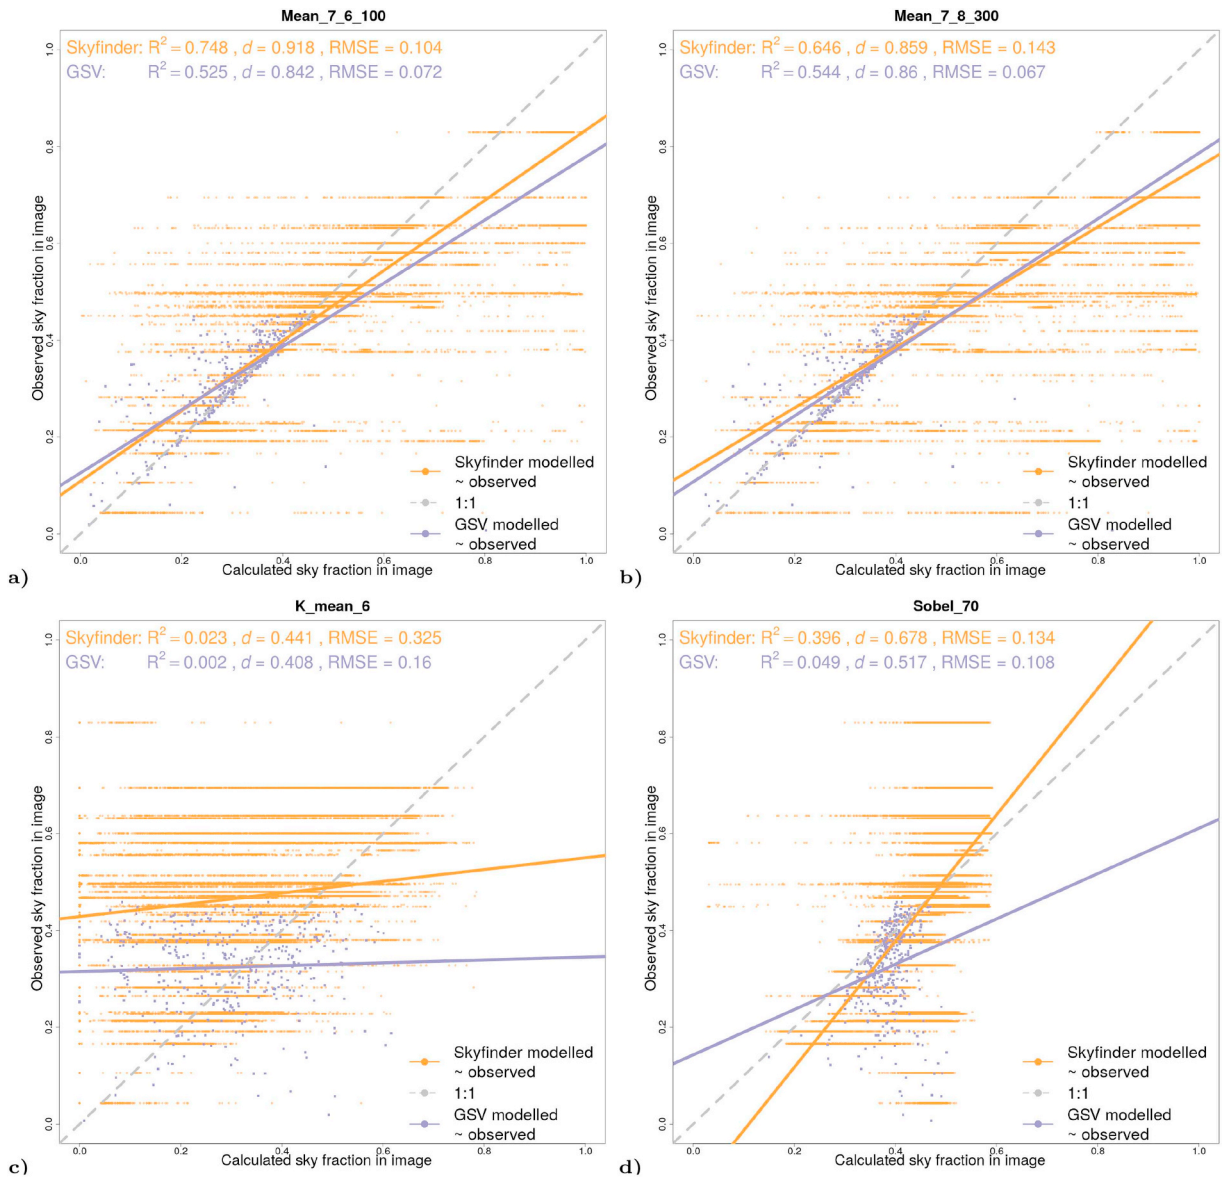 Mean_7_6_100
Skyfinder: R² = 0.748 , d = 0.918 , RMSE = 0.104
GSV: R² = 0.525 , d = 0.842 , RMSE = 0.072
Observed sky fraction in image
0.0 0.2 0.4 0.6 0.8 1.0
Skyfinder modelled
~ observed
1:1
GSV modelled
~ observed
0.0 0.2 0.4 0.6 0.8 1.0
Calculated sky fraction in image
a)
Mean_7_8_300
Skyfinder: R² = 0.646 , d = 0.859 , RMSE = 0.143
GSV: R² = 0.544 , d = 0.86 , RMSE = 0.067
Observed sky fraction in image
0.0 0.2 0.4 0.6 0.8 1.0
Skyfinder modelled
~ observed
1:1
GSV modelled
~ observed
0.0 0.2 0.4 0.6 0.8 1.0
Calculated sky fraction in image
b)
K_mean_6
Skyfinder: R² = 0.023 , d = 0.441 , RMSE = 0.325
GSV: R² = 0.002 , d = 0.408 , RMSE = 0.16
Observed sky fraction in image
0.0 0.2 0.4 0.6 0.8 1.0
Skyfinder modelled
~ observed
1:1
GSV modelled
~ observed
0.0 0.2 0.4 0.6 0.8 1.0
Calculated sky fraction in image
c)
Sobel_70
Skyfinder: R² = 0.396 , d = 0.678 , RMSE = 0.134
GSV: R² = 0.049 , d = 0.517 , RMSE = 0.108
Observed sky fraction in image
0.0 0.2 0.4 0.6 0.8 1.0
Skyfinder modelled
~ observed
1:1
GSV modelled
~ observed
0.0 0.2 0.4 0.6 0.8 1.0
Calculated sky fraction in image
d)